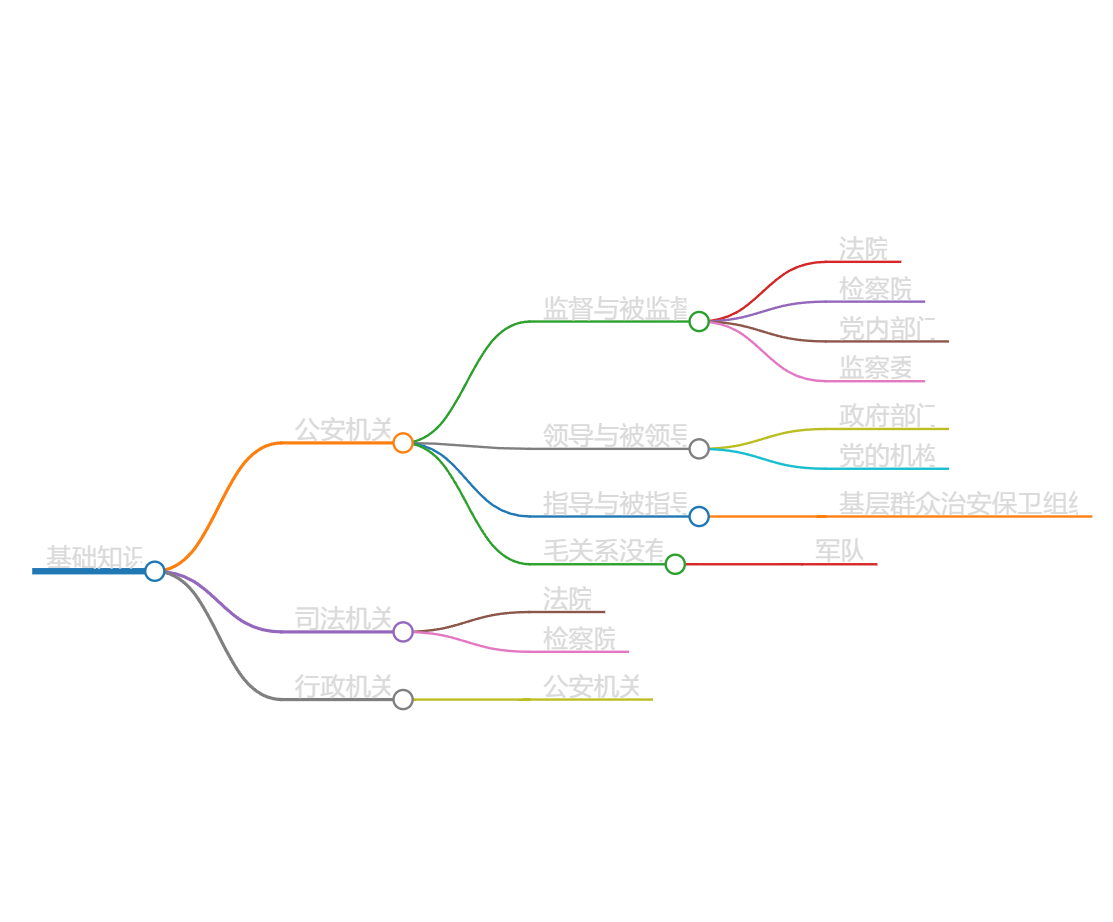 基础知识
公安机关
监督与被监督
法院
检察院
党内部门
监察委
领导与被领导
政府部门
党的机构
指导与被指导
基层群众治安保卫组织
毛关系没有
军队
司法机关
法院
检察院
行政机关
公安机关